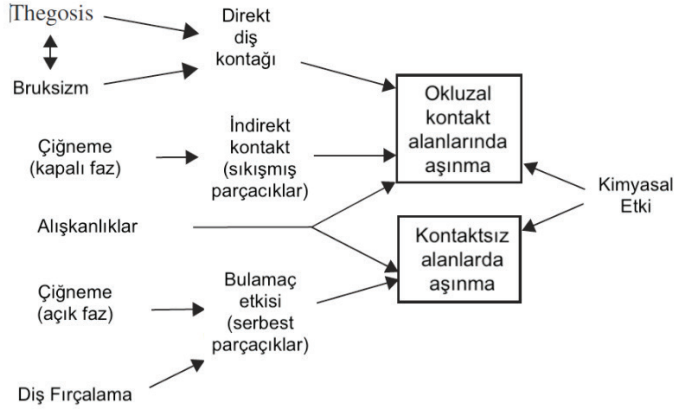 Thegosis
Bruksizm
Direkt
diş
kontağı
Çiğneme
(kapalı faz)
İndirekt
kontakt
(sıkışmış
parçacıklar)
Okluzal
kontakt
alanlarında
aşınma
Alışkanlıklar
Kimyasal
Etki
Kontaktsız
alanlarda
aşınma
Çiğneme
(açık faz)
Bulamaç
etkisi
(serbest
parçaçıklar)
Diş Fırçalama